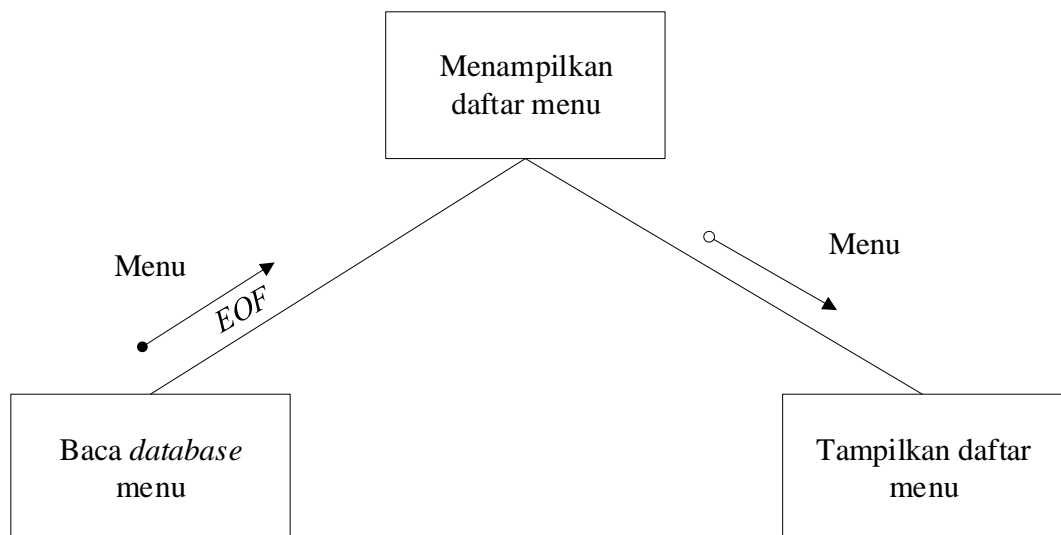 Menampilkan
daftar menu
Menu
Menu
EOF
Baca database
menu
Tampilkan daftar
menu